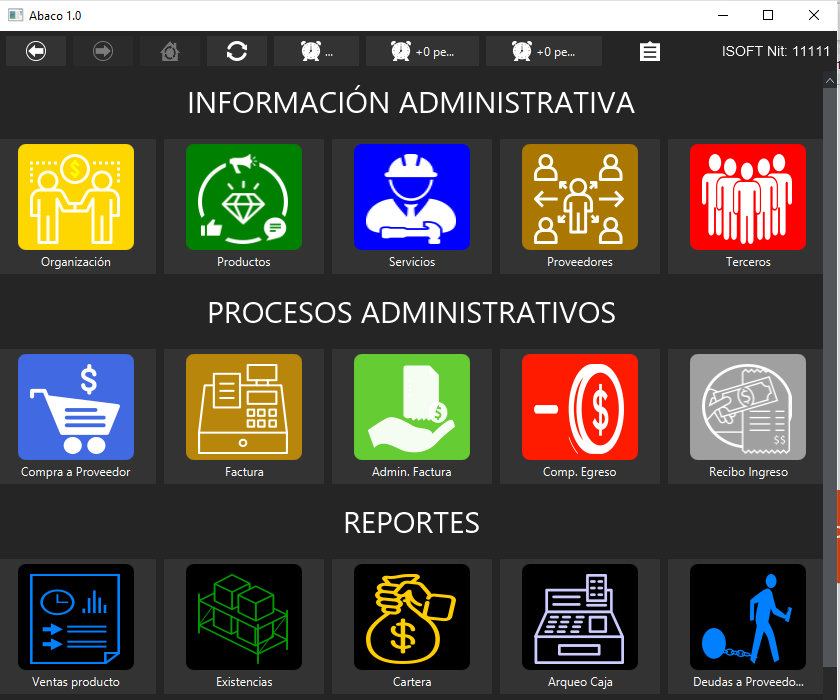 Abaco 1.0
... +0 pe... +0 pe... ISOFT Nit: 11111
INFORMACIÓN ADMINISTRATIVA
$
Organización Productos Servicios Proveedores Terceros
PROCESOS ADMINISTRATIVOS
$ $ $ $$
Compra a Proveedor Factura Admin. Factura Comp. Egreso Recibo Ingreso
REPORTES
$
Ventas producto Existencias Cartera Arqueo Caja Deudas a Proveedo...